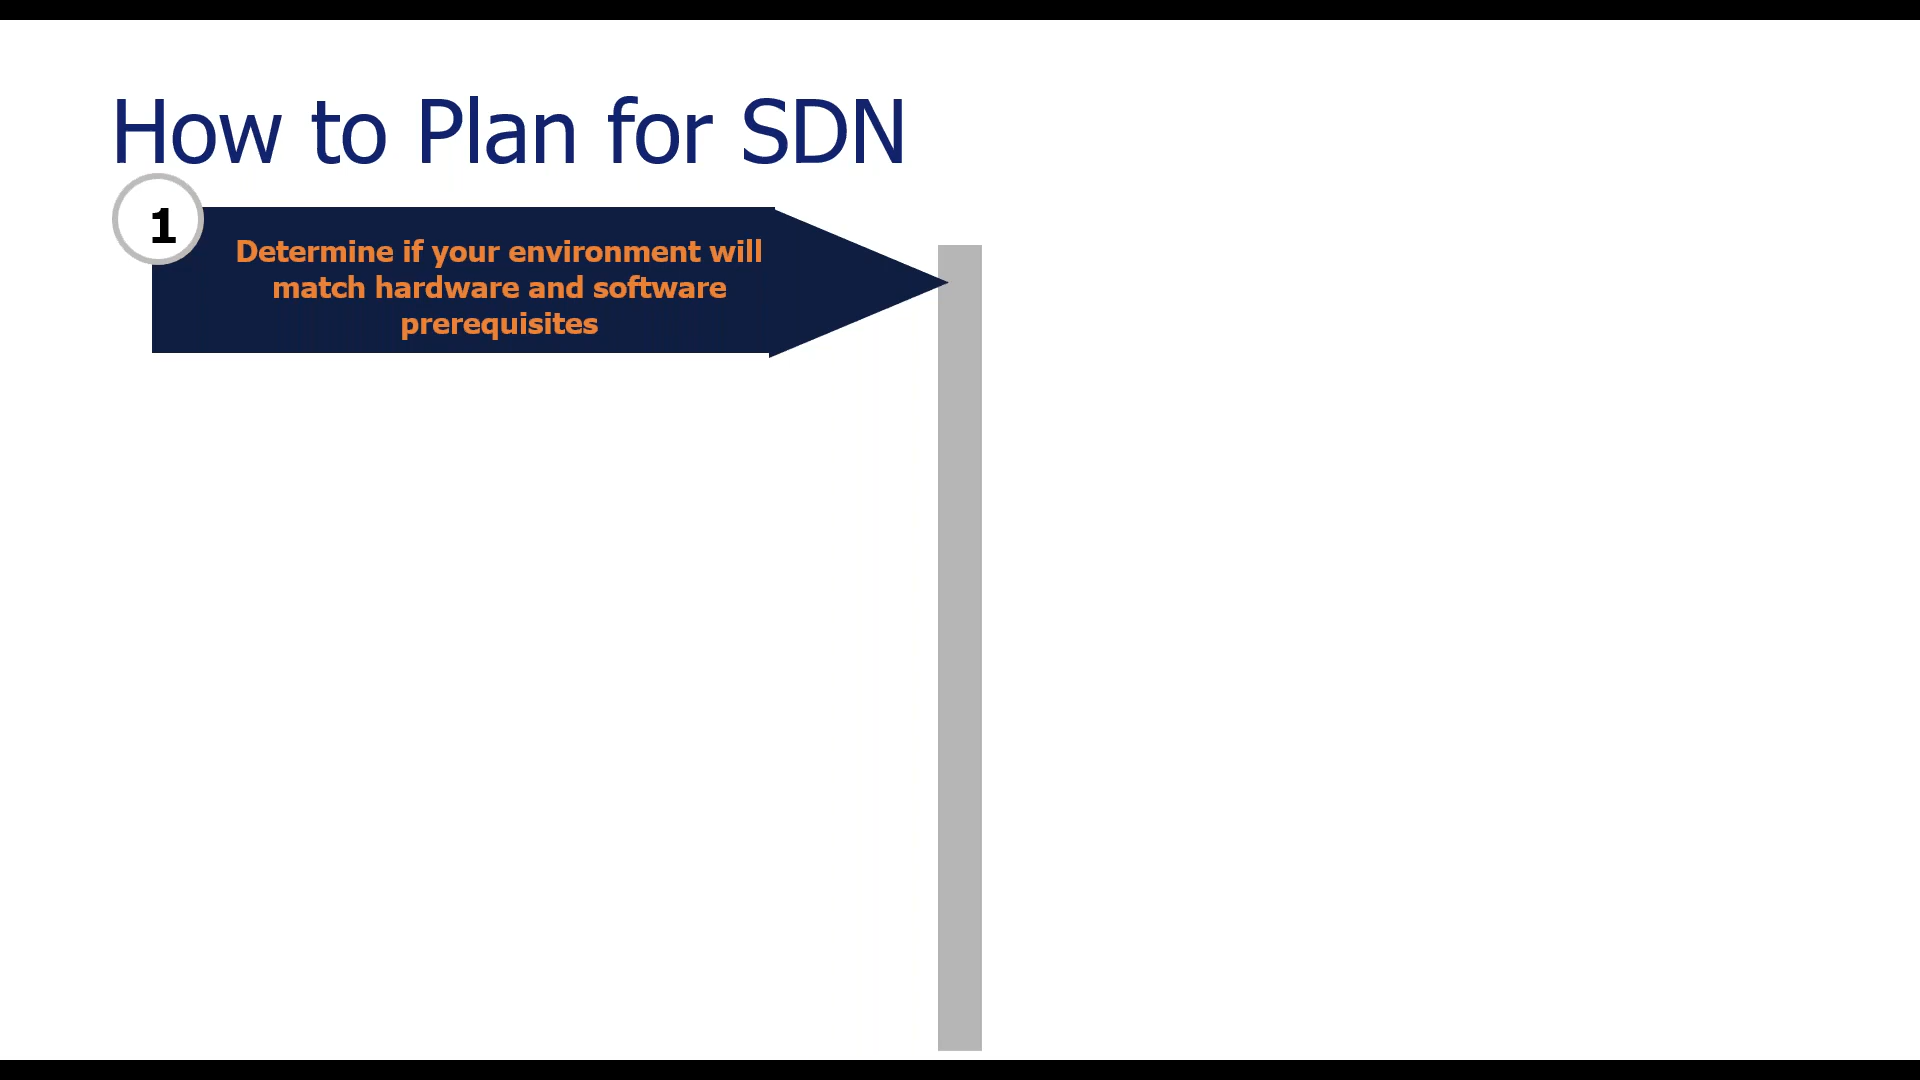 How to Plan for SDN
1
Determine if your environment will
match hardware and software
prerequisites